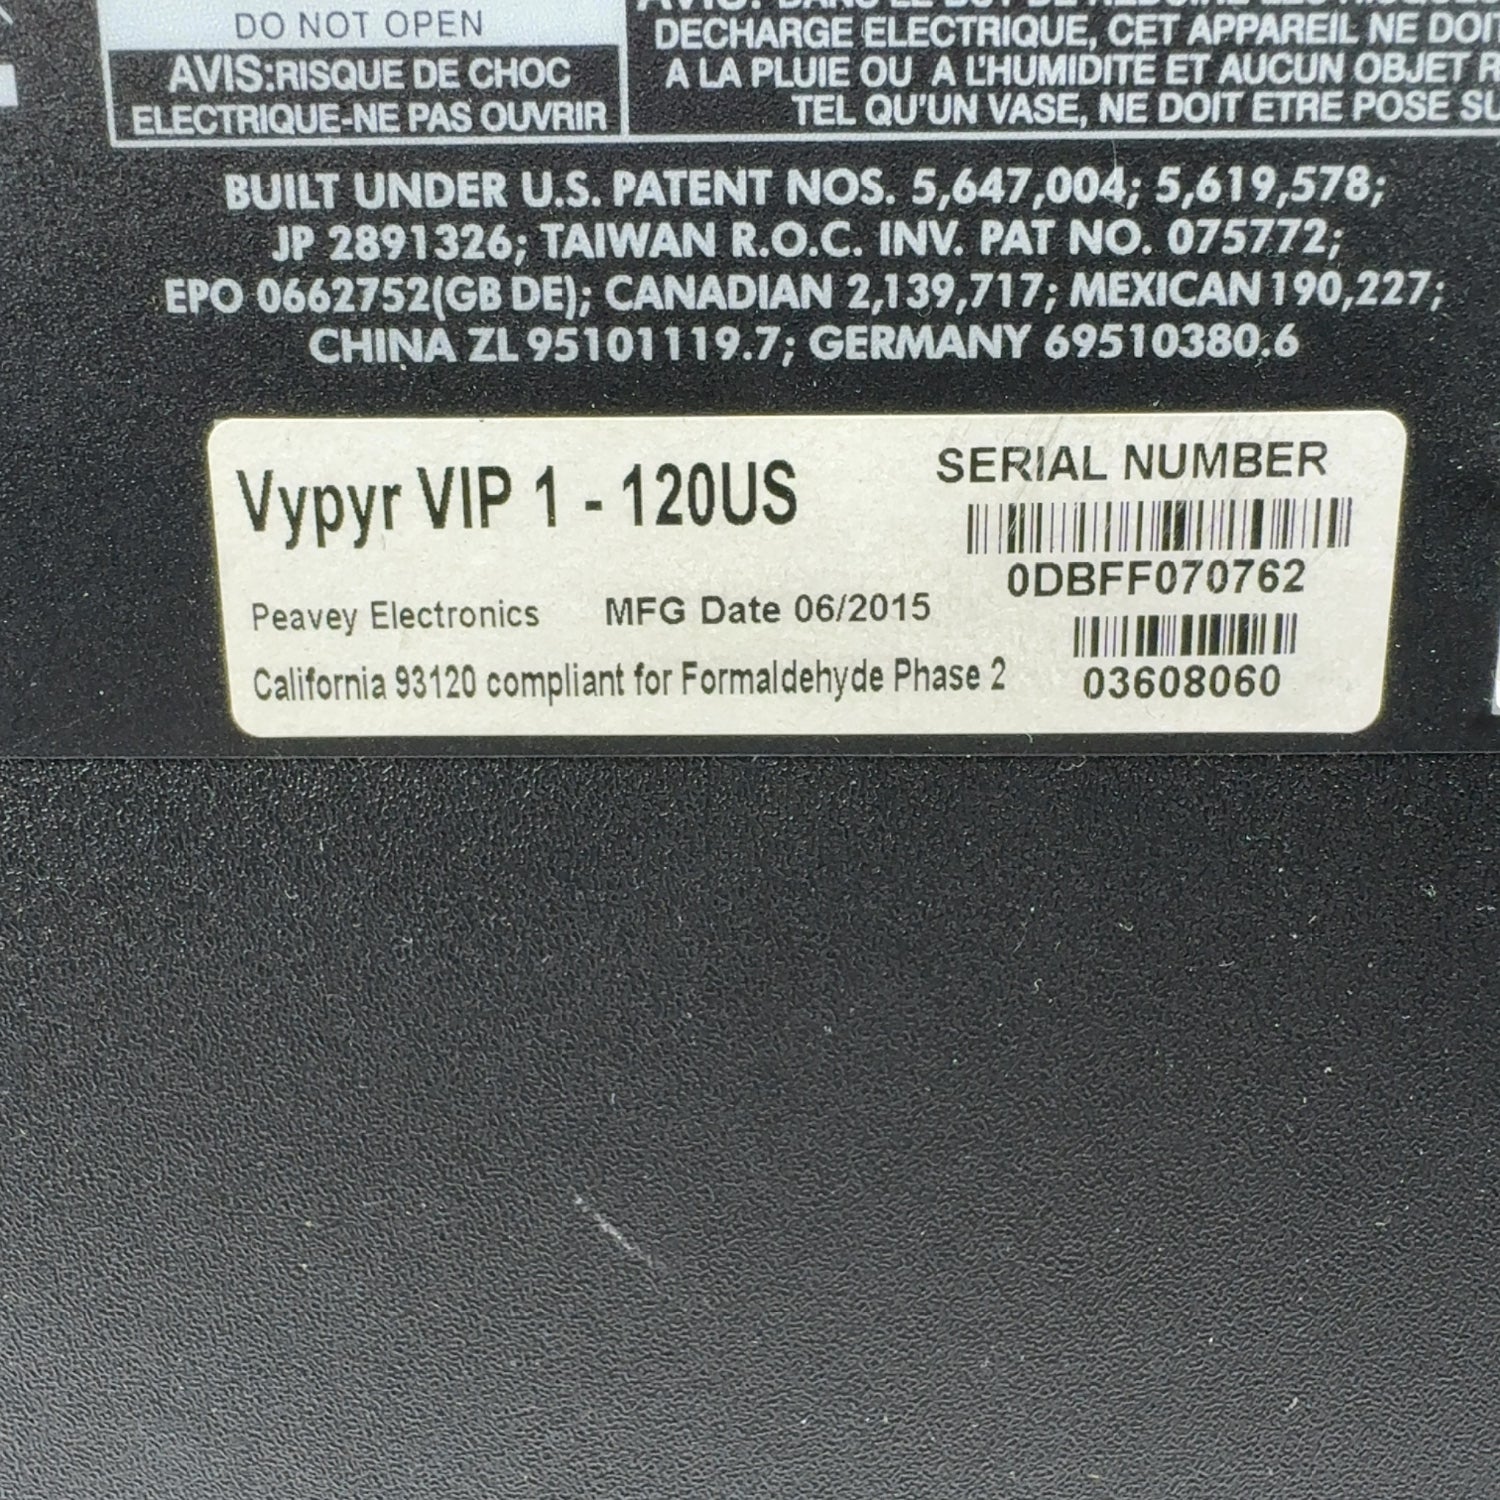 DO NOT OPEN
AVIS:RISQUE DE CHOC
ELECTRIQUE-NE PAS OUVRIR
DECHARGE ELECTRIQUE, CET APPAREIL NE DOIT
A LA PLUIE OU A L'HUMIDITE ET AUCUN OBJET R
TEL QU'UN VASE, NE DOIT ETRE POSE SU
BUILT UNDER U.S. PATENT NOS. 5,647,004; 5,619,578;
JP 2891326; TAIWAN R.O.C. INV. PAT NO. 075772;
EPO 0662752(GB DE); CANADIAN 2,139,717; MEXICAN 190,227;
CHINA ZL 95101119.7; GERMANY 69510380.6
Vypyr VIP 1 - 120US
SERIAL NUMBER
0DBFF070762
Peavey Electronics MFG Date 06/2015
California 93120 compliant for Formaldehyde Phase 2
03608060